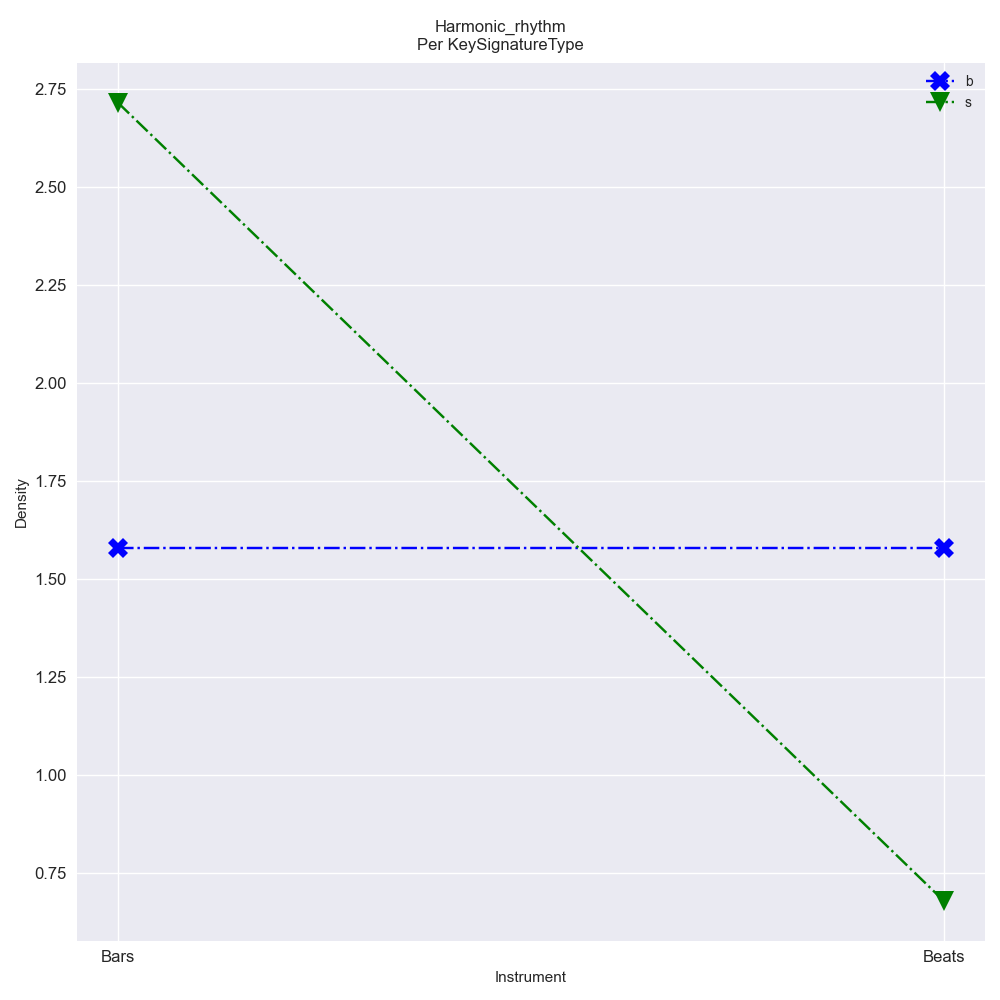 Harmonic_rhythm
Per KeySignatureType
b
s
2.75
2.50
2.25
2.00
1.75
1.50
1.25
1.00
0.75
Density
Bars
Beats
Instrument